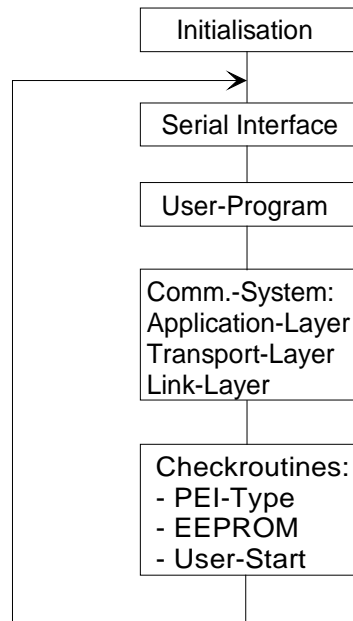 Initialisation
Serial Interface
User-Program
Comm.-System:
Application-Layer
Transport-Layer
Link-Layer
Checkroutines:
- PEI-Type
- EEPROM
- User-Start